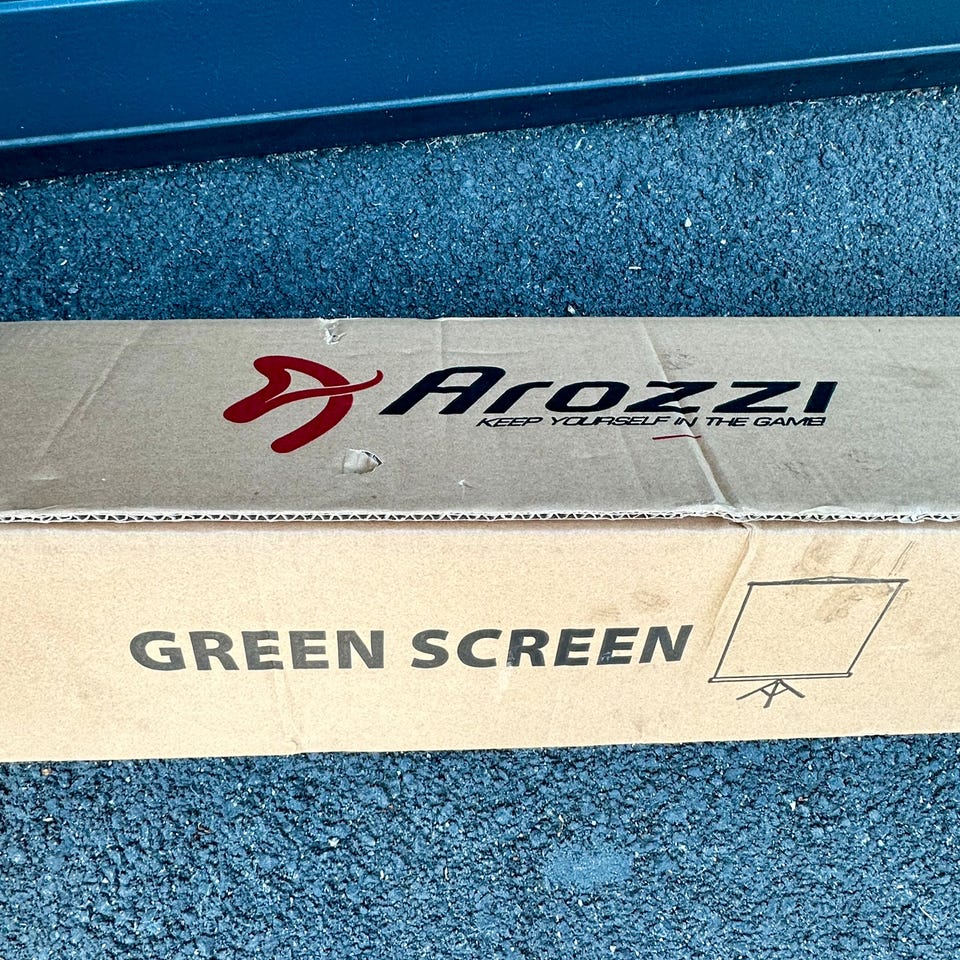 Arozzi
KEEP YOURSELF IN THE GAME!
GREEN SCREEN